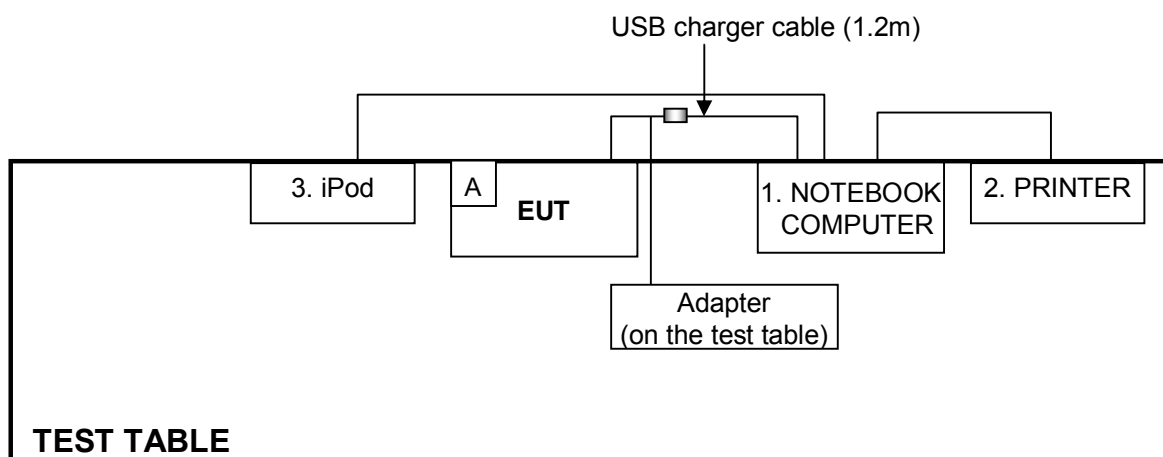 USB charger cable (1.2m)
3. iPod
A
EUT
1. NOTEBOOK
COMPUTER
2. PRINTER
Adapter
(on the test table)
TEST TABLE